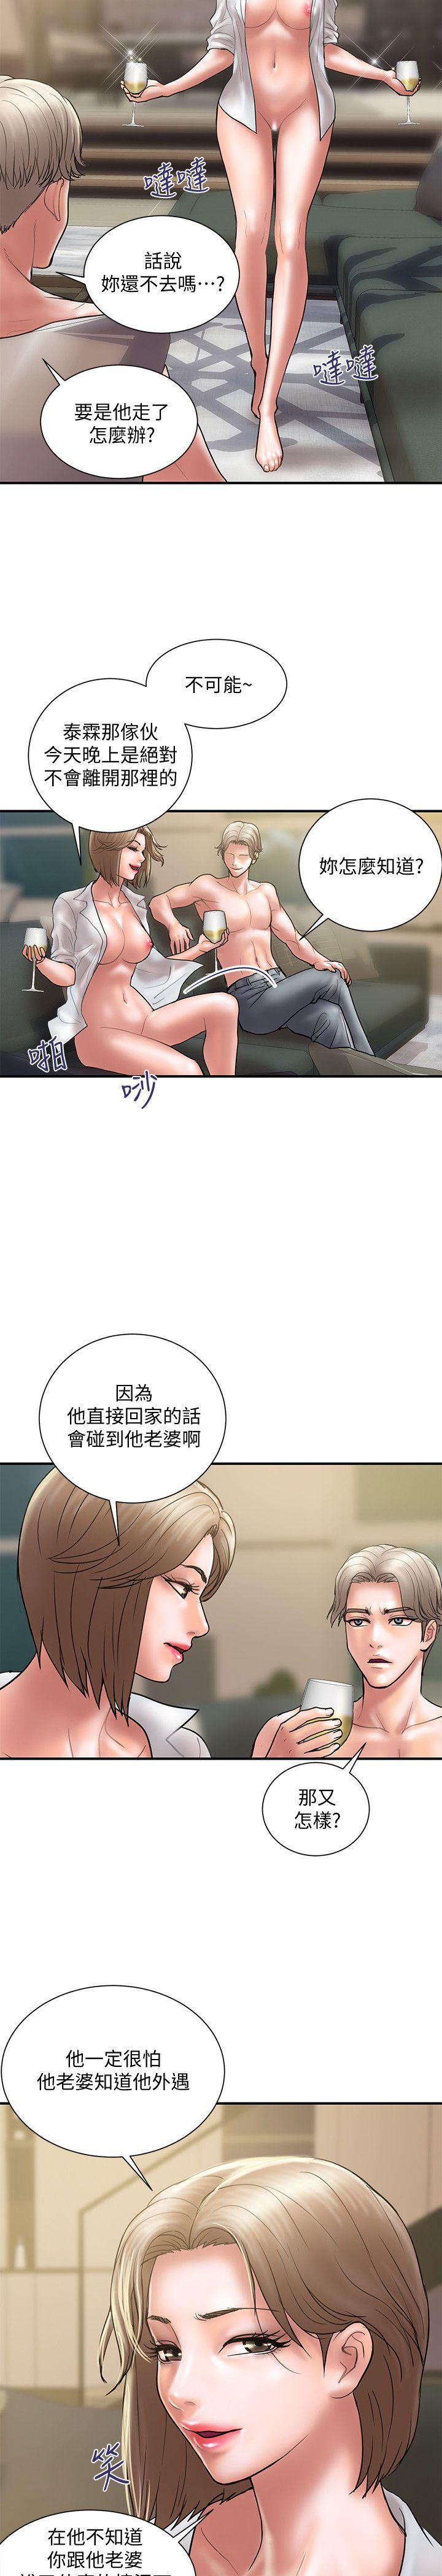 噠噠
話說
妳還不去嗎…?
噠噠
要是他走了
怎麼辦?
不可能~
泰霖那傢伙
今天晚上是絕對
不會離開那裡的
妳怎麼知道?
啪
吵
因為
他直接回家的話
會碰到他老婆啊
那又
怎樣?
他一定很怕
他老婆知道他外遇
笑
在他不知道
你跟他老婆